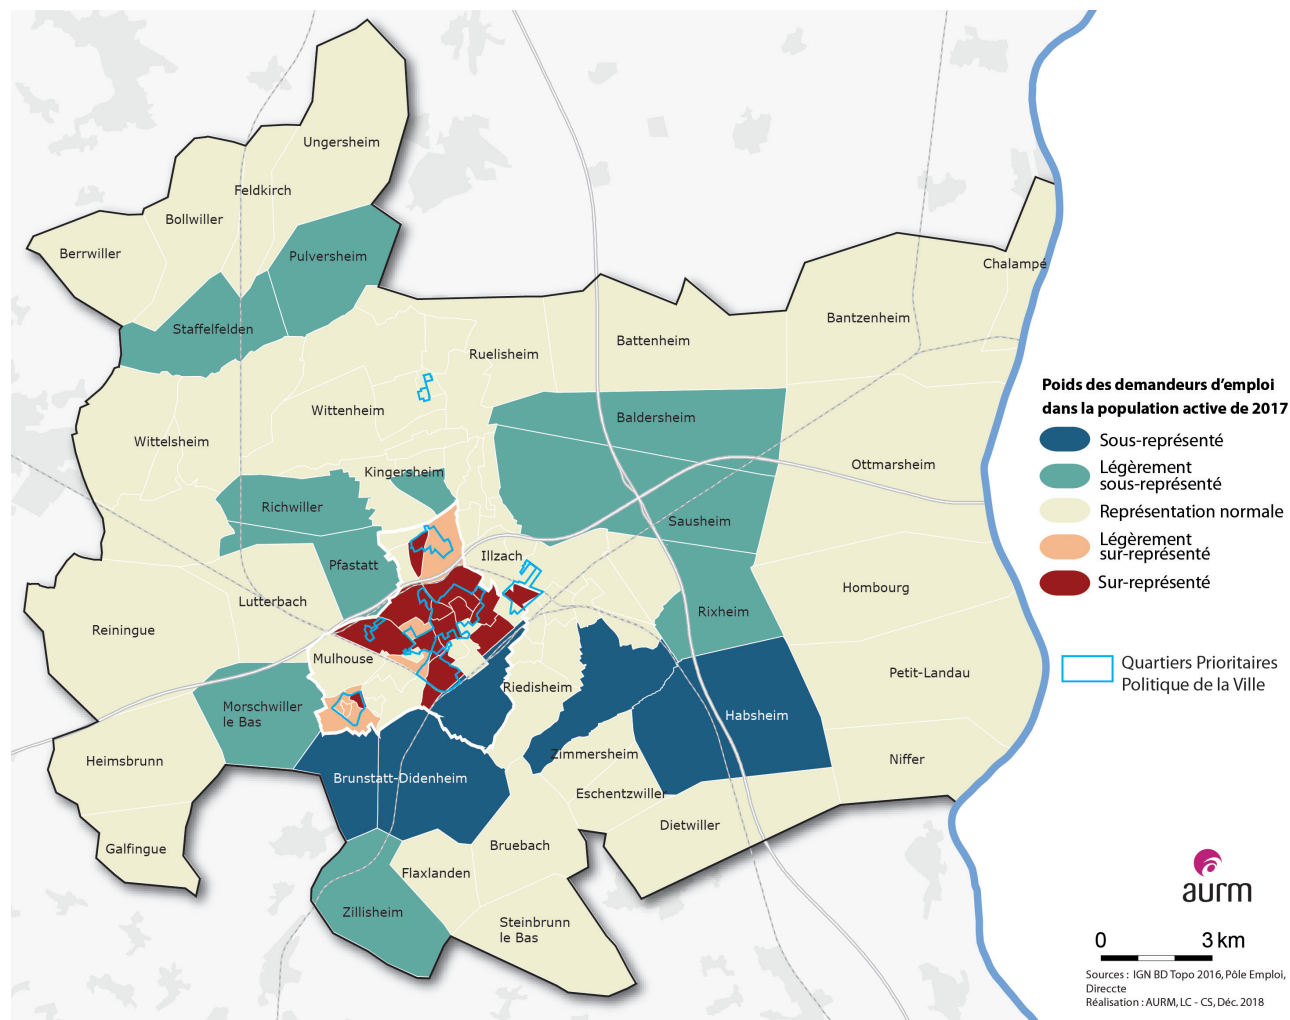 Ungersheim
Feldkirch
Bollwiller
Berrwiller
Pulversheim
Staffelfelden
Chalampé
Bantzenheim
Battenheim
Ruelisheim
Wittenheim
Baldersheim
Wittelsheim
Kingersheim
Ottmarsheim
Richwiller
Sausheim
Illzach
Pfastatt
Hombourg
Lutterbach
Rixheim
Reiningue
Mulhouse
Petit-Landau
Riedisheim
Morschwiller
le Bas
Habsheim
Zimmersheim
Heimsbrunn
Niffer
Brunstatt-Didenheim
Eschentzwiller
Dietwiller
Galfingue
Bruebach
Flaxlanden
Zillisheim
Steinbrunn
le Bas
Poids des demandeurs d'emploi
dans la population active de 2017
Sous-représenté
Légèrement
sous-représenté
Représentation normale
Légèrement
sur-représenté
Sur-représenté
Quartiers Prioritaires
Politique de la Ville
aurm
0 3 km
Sources : IGN BD Topo 2016, Pôle Emploi,
Direccte
Réalisation : AURM, LC - CS, Déc. 2018